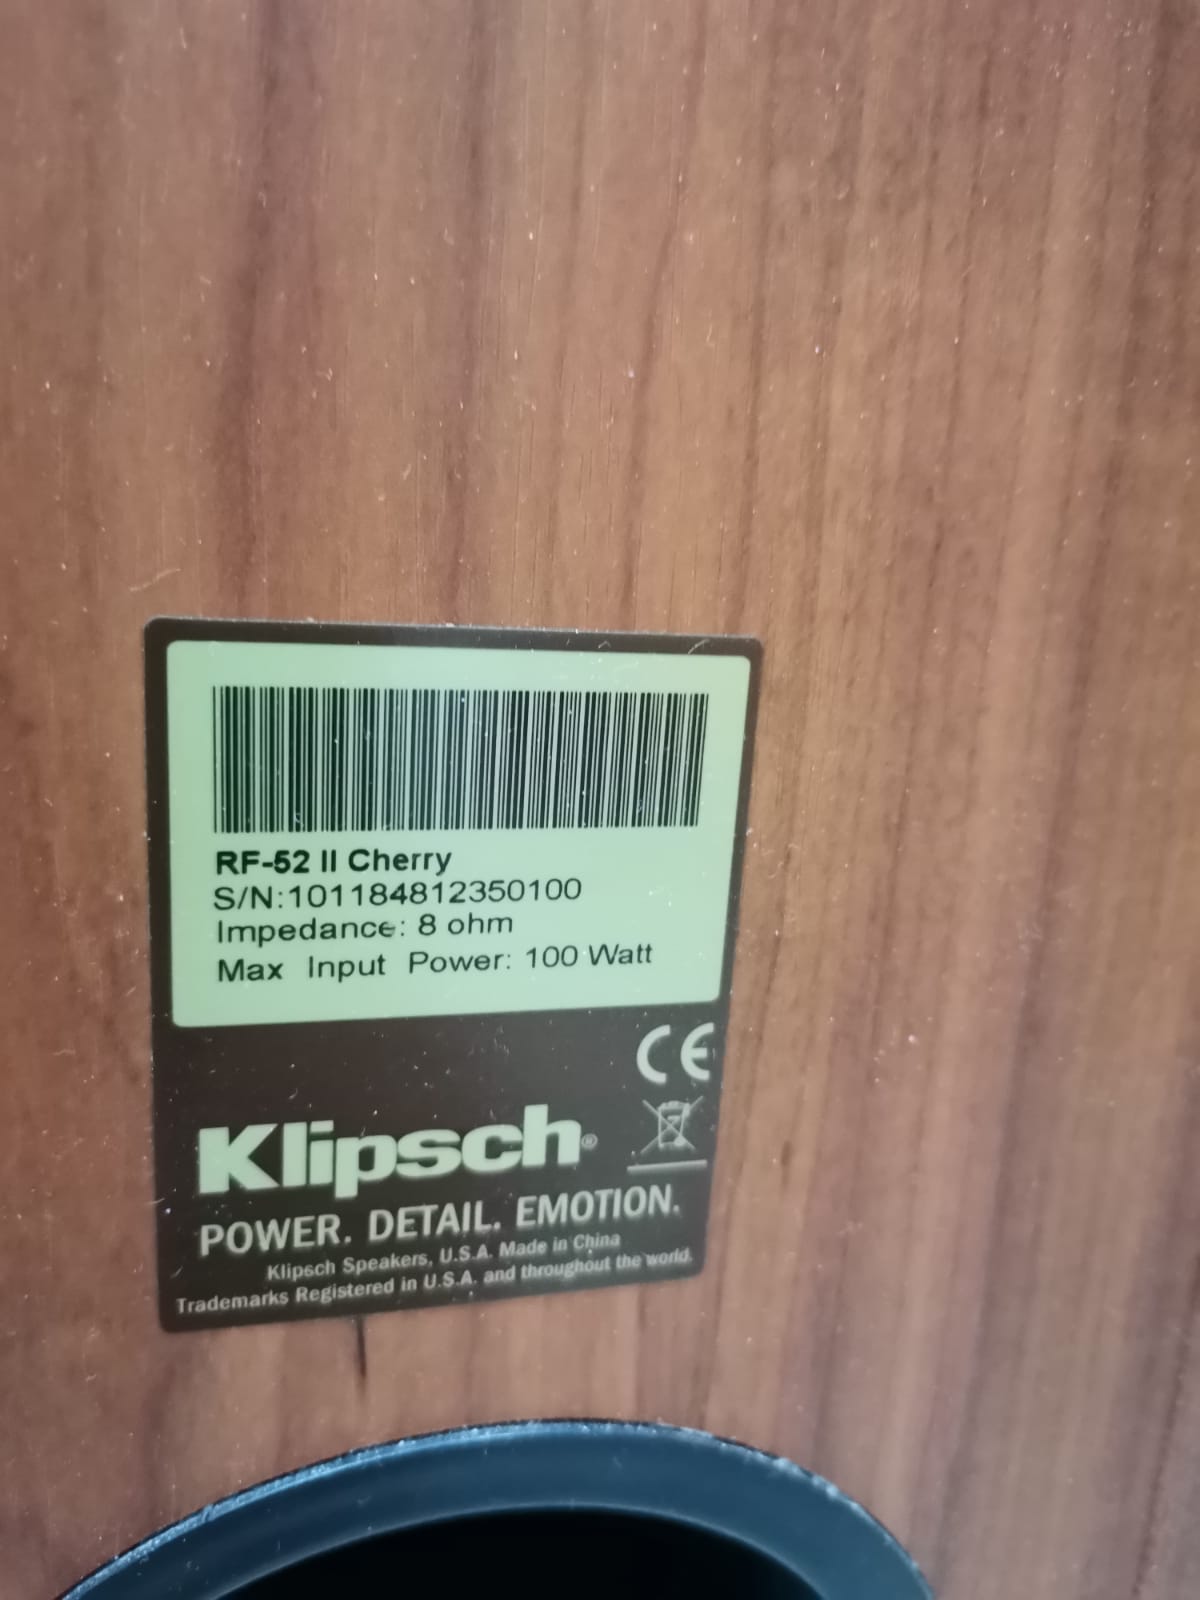 RF-52 II Cherry
S/N:101184812350100
Impedance: 8 ohm
Max Input Power: 100 Watt
CE
Klipsch®
POWER. DETAIL. EMOTION.
Klipsch Speakers, U.S.A. Made in China
Trademarks Registered in U.S.A. and throughout the world.